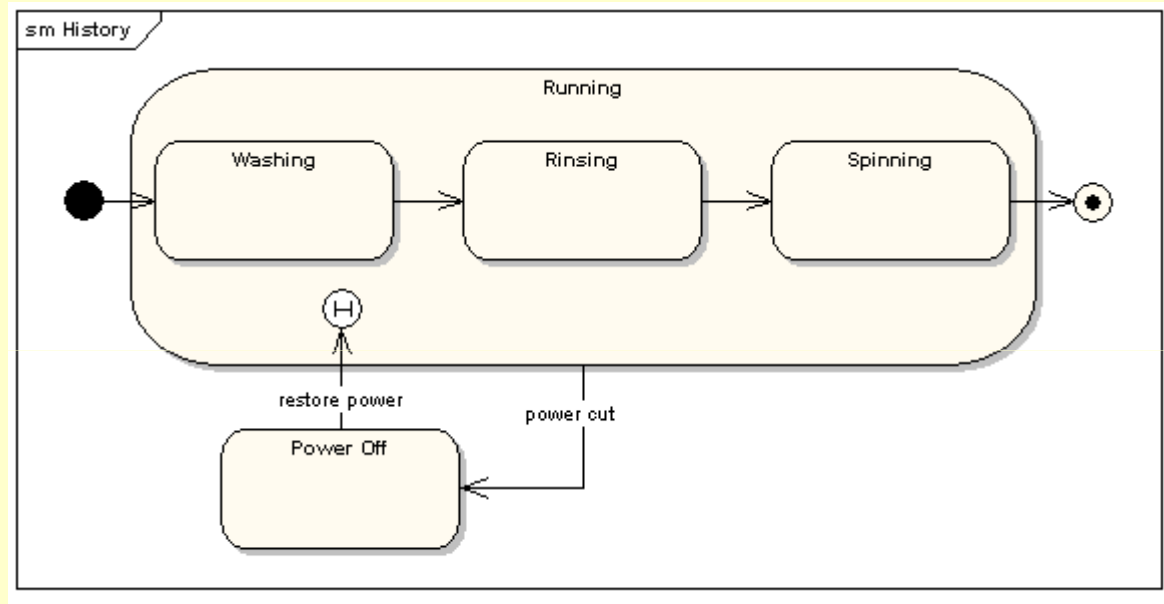 sm History
Running
Washing
Rinsing
Spinning
H
restore power
power cut
Power Off